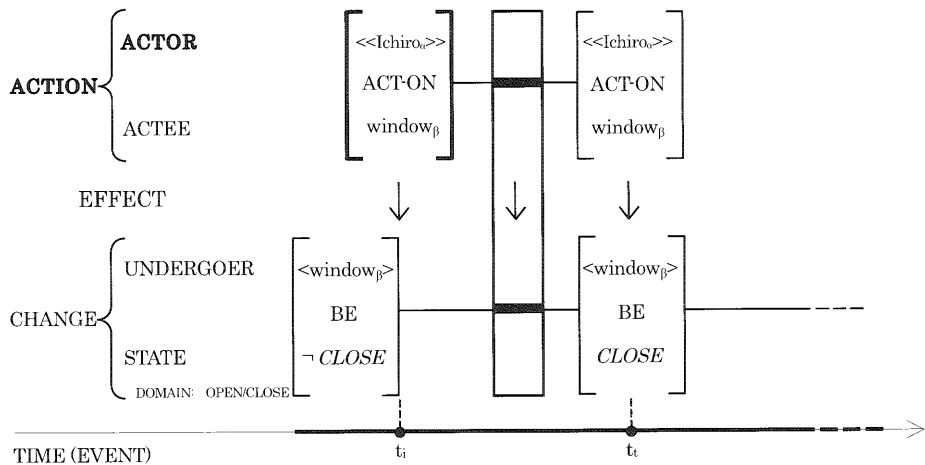 ACTOR
<<Ichiroα>> <<Ichiroα>>
ACTION ACT-ON ACT-ON
ACTEE windowβ windowβ
EFFECT
UNDERGOER <windowβ> <windowβ>
CHANGE BE BE
STATE ¬ CLOSE CLOSE
DOMAIN: OPEN/CLOSE
TIME (EVENT) ti tt